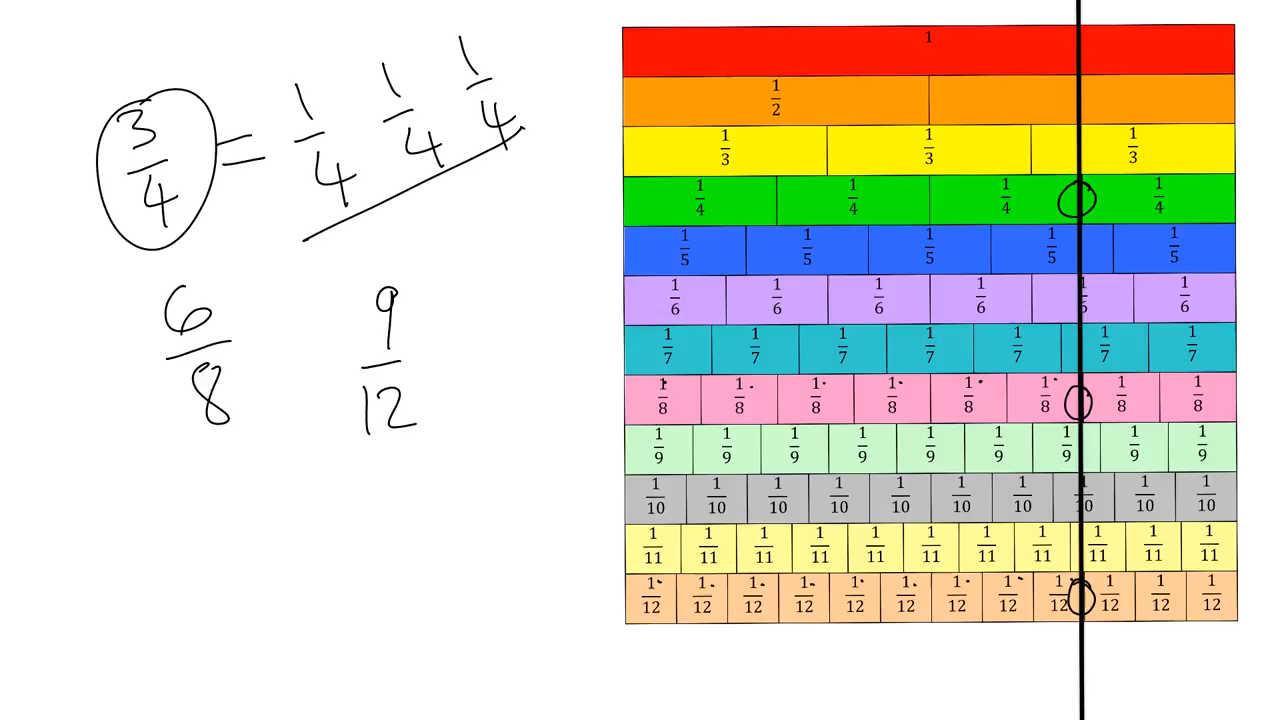 3/4 = 1/4 1/4 1/4
6/8 9/12
1
1/2
1/3 1/3 1/3
1/4 1/4 1/4 1/4
1/5 1/5 1/5 1/5 1/5
1/6 1/6 1/6 1/6 1/6 1/6
1/7 1/7 1/7 1/7 1/7 1/7 1/7
1/8 1/8 1/8 1/8 1/8 1/8 1/8 1/8
1/9 1/9 1/9 1/9 1/9 1/9 1/9 1/9 1/9
1/10 1/10 1/10 1/10 1/10 1/10 1/10 1/10 1/10 1/10
1/11 1/11 1/11 1/11 1/11 1/11 1/11 1/11 1/11 1/11 1/11
1/12 1/12 1/12 1/12 1/12 1/12 1/12 1/12 1/12 1/12 1/12 1/12